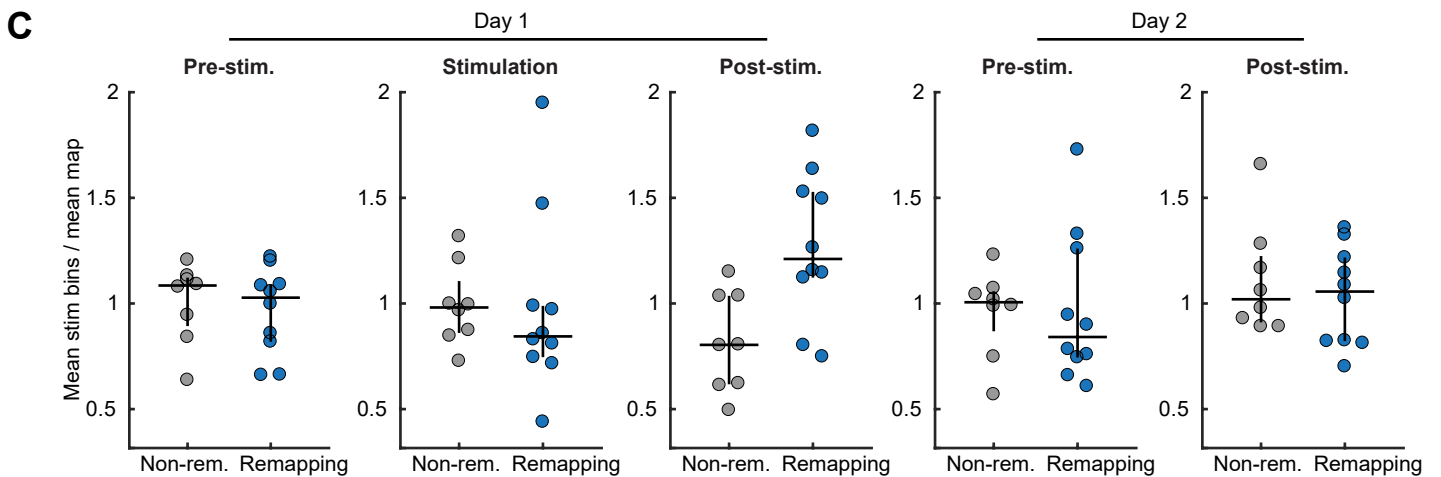 C
Day 1
Day 2
Pre-stim.
Stimulation
Post-stim.
Pre-stim.
Post-stim.
Mean stim bins / mean map
2
1.5
1
0.5
2
1.5
1
0.5
2
1.5
1
0.5
2
1.5
1
0.5
2
1.5
1
0.5
Non-rem. Remapping
Non-rem. Remapping
Non-rem. Remapping
Non-rem. Remapping
Non-rem. Remapping